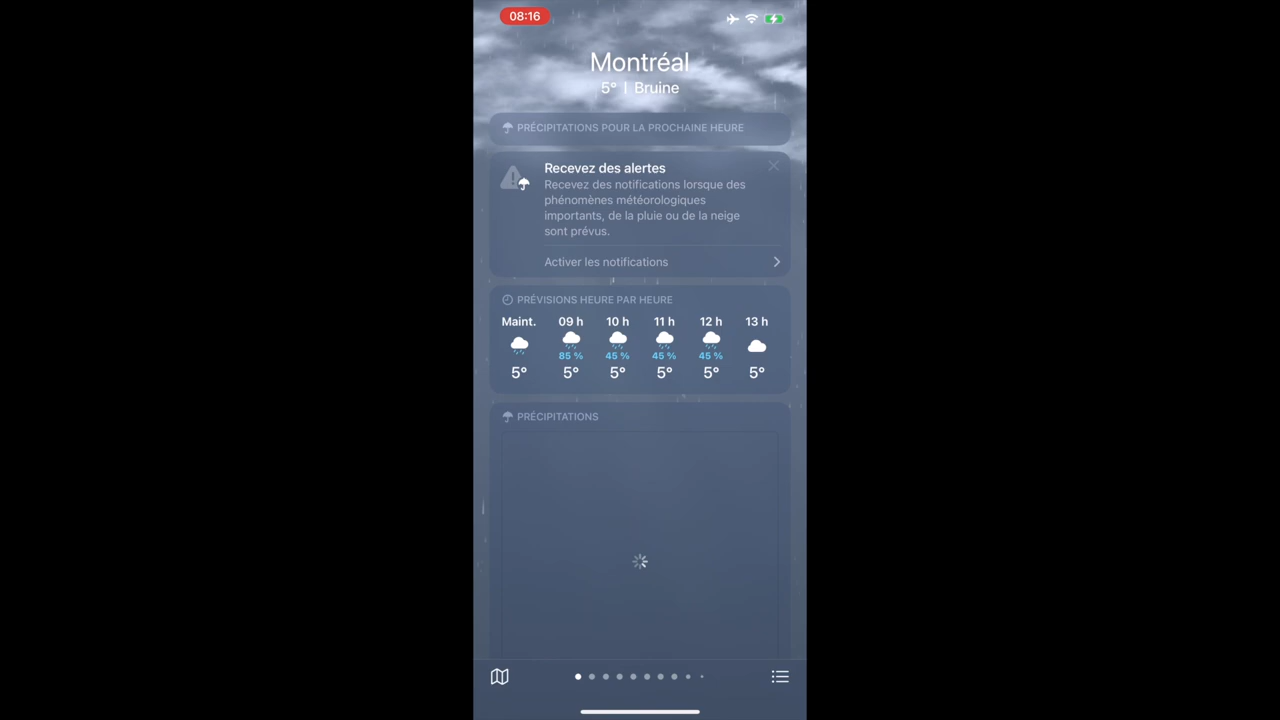 08:16
Montréal
5° | Bruine
PRÉCIPITATIONS POUR LA PROCHAINE HEURE
Recevez des alertes
Recevez des notifications lorsque des
phénomènes météorologiques
importants, de la pluie ou de la neige
sont prévus.
Activer les notifications
PRÉVISIONS HEURE PAR HEURE
Maint. 09 h 10 h 11 h 12 h 13 h
85 % 45 % 45 % 45 %
5° 5° 5° 5° 5° 5°
PRÉCIPITATIONS